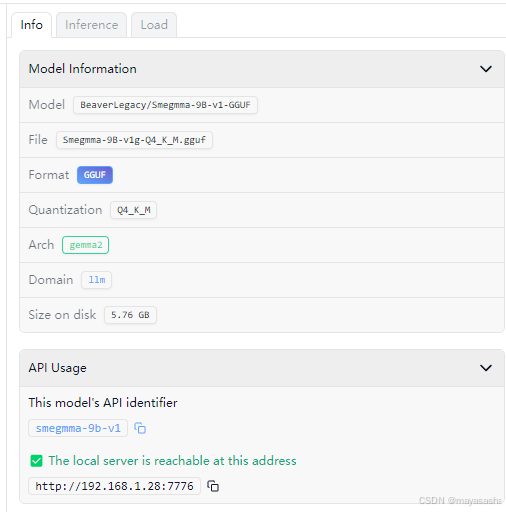 Info Inference Load
Model Information
Model BeaverLegacy/Smegmma-9B-v1-GGUF
File Smegmma-9B-v1g-Q4_K_M.gguf
Format GGUF
Quantization Q4_K_M
Arch gemma2
Domain llm
Size on disk 5.76 GB
API Usage
This model's API identifier
smegmma-9b-v1
The local server is reachable at this address
http://192.168.1.28:7776
CSDN @mayasasha